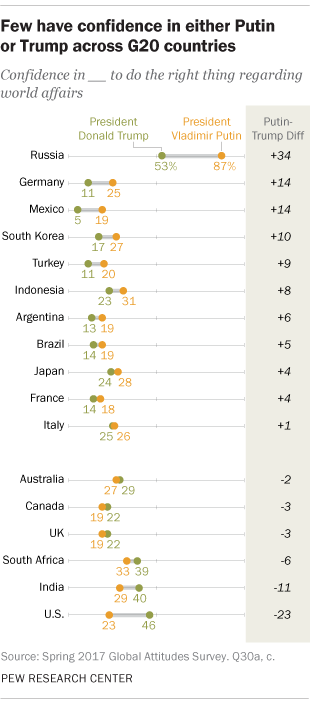 Few have confidence in either Putin
or Trump across G20 countries
Confidence in __ to do the right thing regarding
world affairs
President
Donald Trump
President
Vladimir Putin
Putin-
Trump Diff
Russia 53% 87% +34
Germany 11 25 +14
Mexico 5 19 +14
South Korea 17 27 +10
Turkey 11 20 +9
Indonesia 23 31 +8
Argentina 13 19 +6
Brazil 14 19 +5
Japan 24 28 +4
France 14 18 +4
Italy 25 26 +1
Australia 27 29 -2
Canada 19 22 -3
UK 19 22 -3
South Africa 33 39 -6
India 29 40 -11
U.S. 23 46 -23
Source: Spring 2017 Global Attitudes Survey. Q30a, c.
PEW RESEARCH CENTER